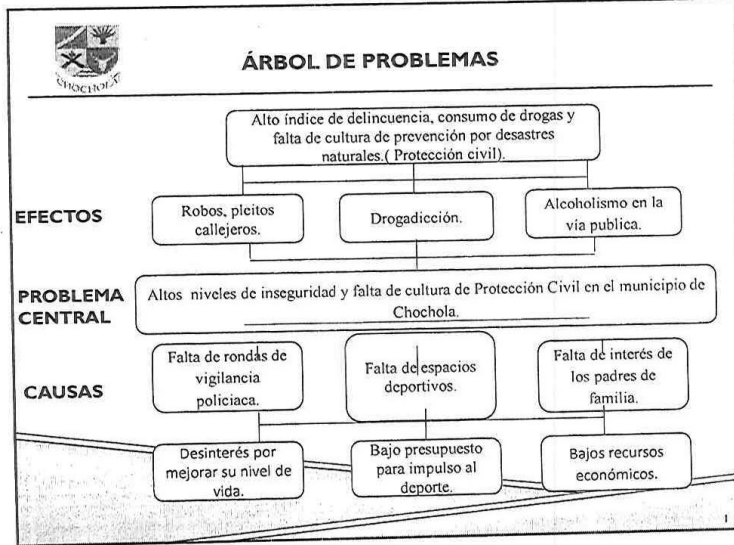 CHOCHOLÁ
ÁRBOL DE PROBLEMAS
Alto índice de delincuencia, consumo de drogas y
falta de cultura de prevención por desastres
naturales.( Protección civil).
EFECTOS
Robos, pleitos
callejeros.
Drogadicción.
Alcoholismo en la
vía publica.
PROBLEMA
CENTRAL
Altos niveles de inseguridad y falta de cultura de Protección Civil en el municipio de
Chochola.
CAUSAS
Falta de rondas de
vigilancia
policiaca.
Falta de espacios
deportivos.
Falta de interés de
los padres de
familia.
Desinterés por
mejorar su nivel de
vida.
Bajo presupuesto
para impulso al
deporte.
Bajos recursos
económicos.
1